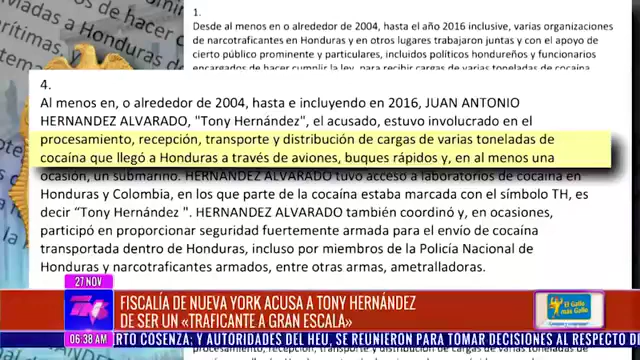 1.
Desde al menos en o alrededor de 2004, hasta el año 2016 inclusive, varias organizaciones
de narcotraficantes en Honduras y en otros lugares trabajaron juntas y con el apoyo de
cierto público prominente y particulares, incluidos políticos hondureños y funcionarios
encargados de hacer cumplir la ley, para recibir cargas de varias toneladas de cocaína
4.
Al menos en, o alrededor de 2004, hasta e incluyendo en 2016, JUAN ANTONIO
HERNANDEZ ALVARADO, "Tony Hernández", el acusado, estuvo involucrado en el
procesamiento, recepción, transporte y distribución de cargas de varias toneladas de
cocaína que llegó a Honduras a través de aviones, buques rápidos y, en al menos una
ocasión, un submarino. HERNANDEZ ALVARADO tuvo acceso a laboratorios de cocaína en
Honduras y Colombia, en los que parte de la cocaína estaba marcada con el símbolo TH, es
decir “Tony Hernández ". HERNANDEZ ALVARADO también coordinó y, en ocasiones,
participó en proporcionar seguridad fuertemente armada para el envío de cocaína
transportada dentro de Honduras, incluso por miembros de la Policía Nacional de
Honduras y narcotraficantes armados, entre otras armas, ametralladoras.
27 NOV
FISCALÍA DE NUEVA YORK ACUSA A TONY HERNÁNDEZ
DE SER UN «TRAFICANTE A GRAN ESCALA»
El Gallo
más Gallo
06:38 AM
ERTO COSENZA; Y AUTORIDADES DEL HEU, SE REUNIERON PARA TOMAR DECISIONES AL RESPECTO